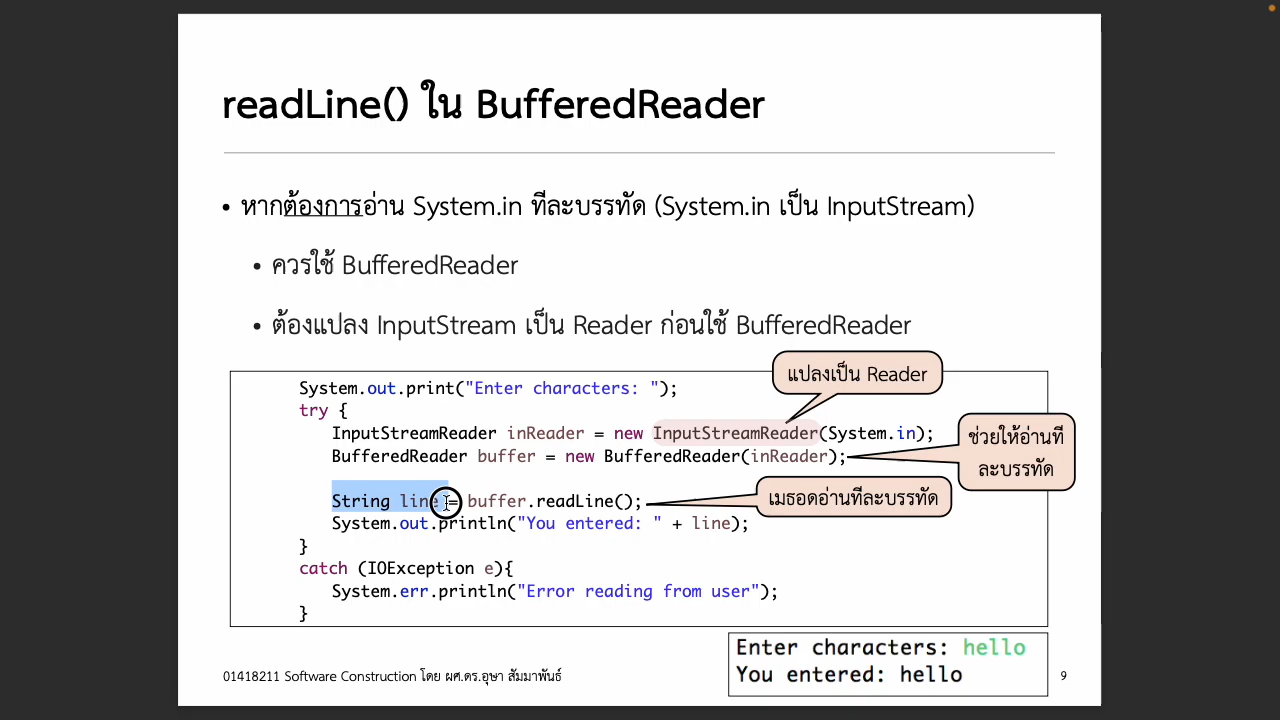 readLine() ใน BufferedReader
• หากต้องการอ่าน System.in ทีละบรรทัด (System.in เป็น InputStream)
• ควรใช้ BufferedReader
• ต้องแปลง InputStream เป็น Reader ก่อนใช้ BufferedReader
แปลงเป็น Reader
System.out.print("Enter characters: ");
try {
InputStreamReader inReader = new InputStreamReader(System.in);
BufferedReader buffer = new BufferedReader(inReader);
ช่วยให้อ่านที
ละบรรทัด
String line = buffer.readLine();
เมธอดอ่านทีละบรรทัด
System.out.println("You entered: " + line);
}
catch (IOException e){
System.err.println("Error reading from user");
}
Enter characters: hello
You entered: hello
01418211 Software Construction โดย ผศ.ดร.อุษา สัมมาพันธ์
9